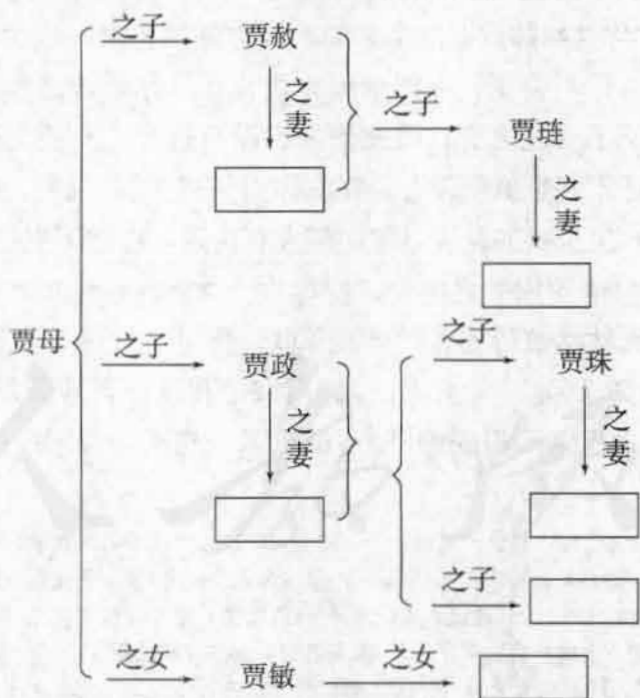 之子 贾赦
之妻
之子 贾琏
之妻
贾母
之子 贾政
之妻
之子 贾珠
之妻
之子
之女 贾敏 之女